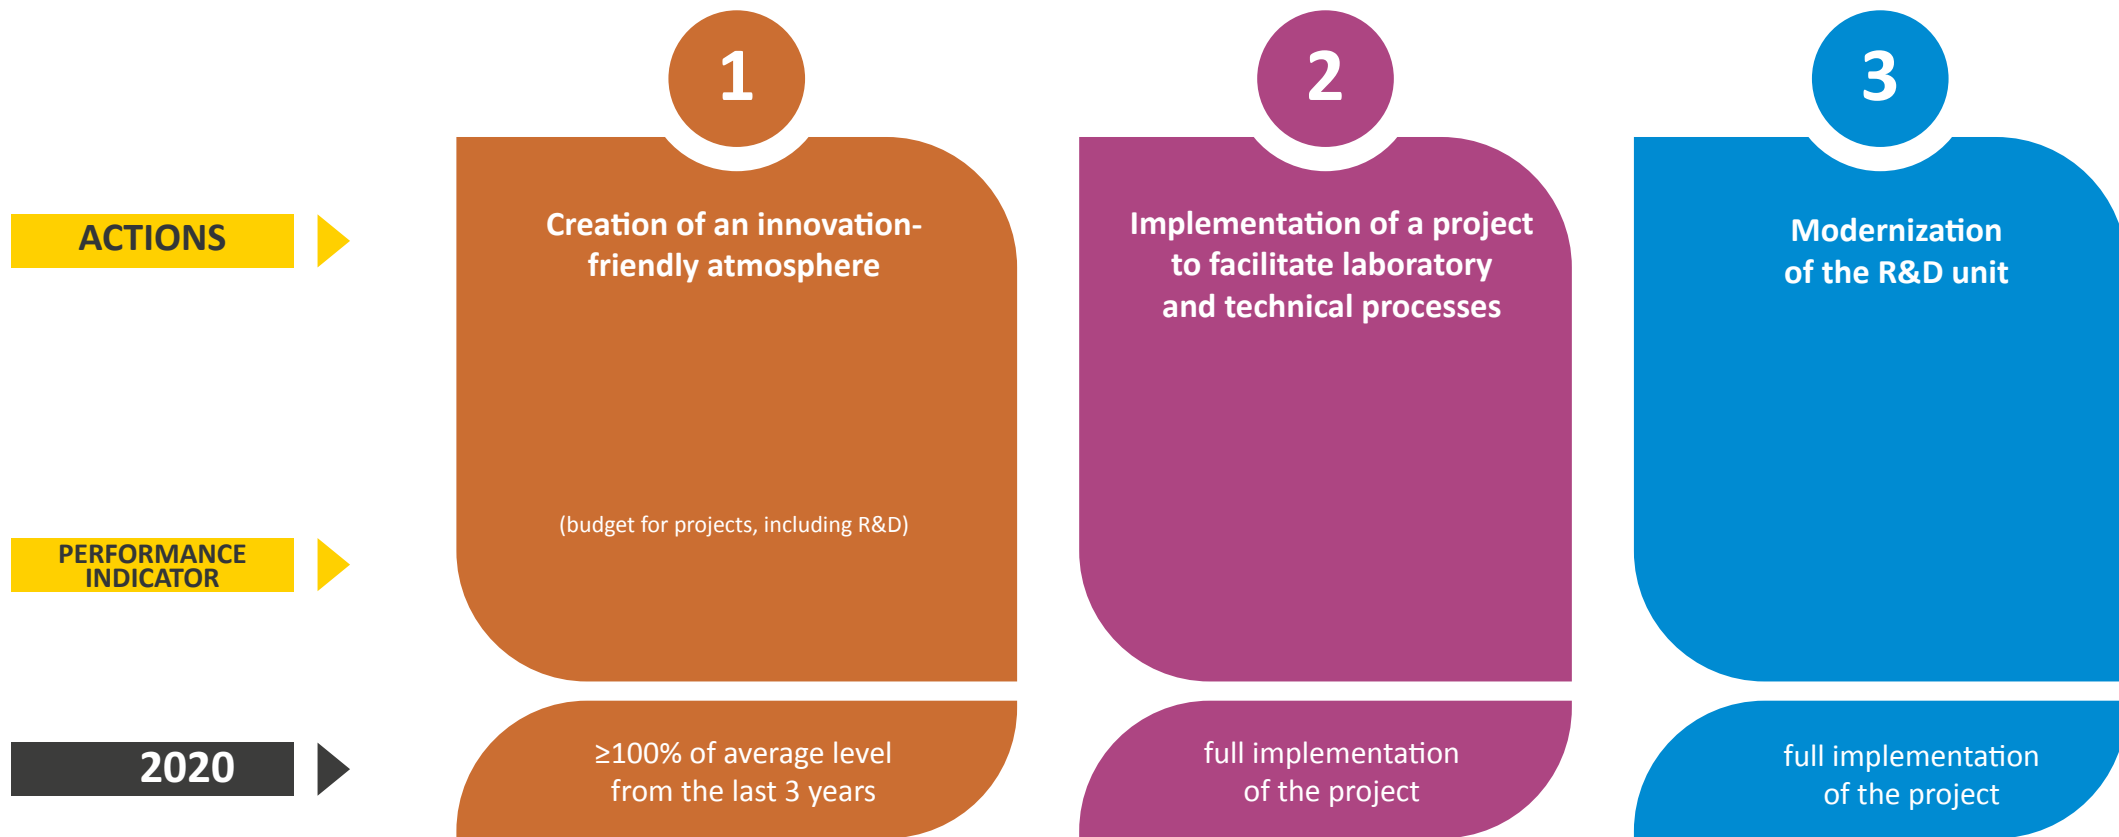 1
2
3
ACTIONS
Creation of an innovation-
friendly atmosphere
Implementation of a project
to facilitate laboratory
and technical processes
Modernization
of the R&D unit
PERFORMANCE
INDICATOR
(budget for projects, including R&D)
2020
≥100% of average level
from the last 3 years
full implementation
of the project
full implementation
of the project